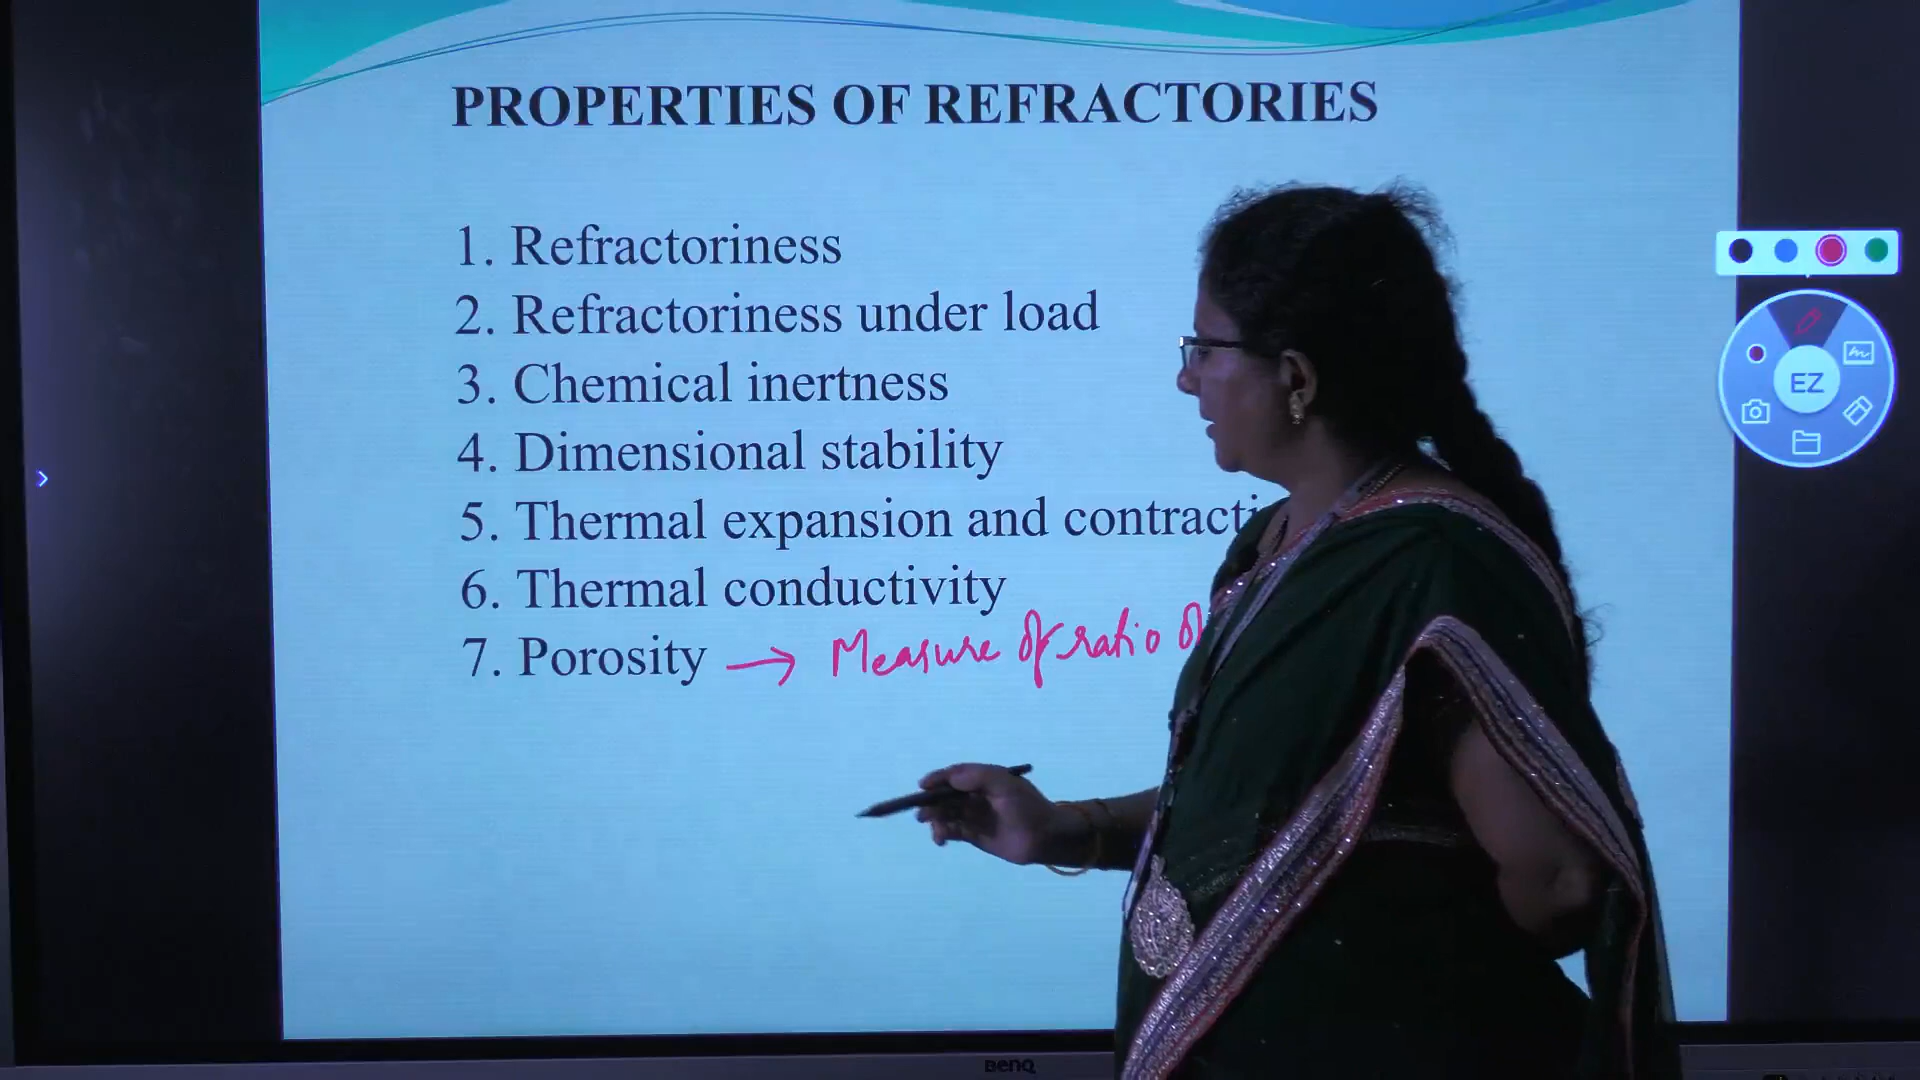 PROPERTIES OF REFRACTORIES
1. Refractoriness
2. Refractoriness under load
3. Chemical inertness
4. Dimensional stability
5. Thermal expansion and contracti
6. Thermal conductivity
7. Porosity → Measure of ratio of
EZ
BenQ